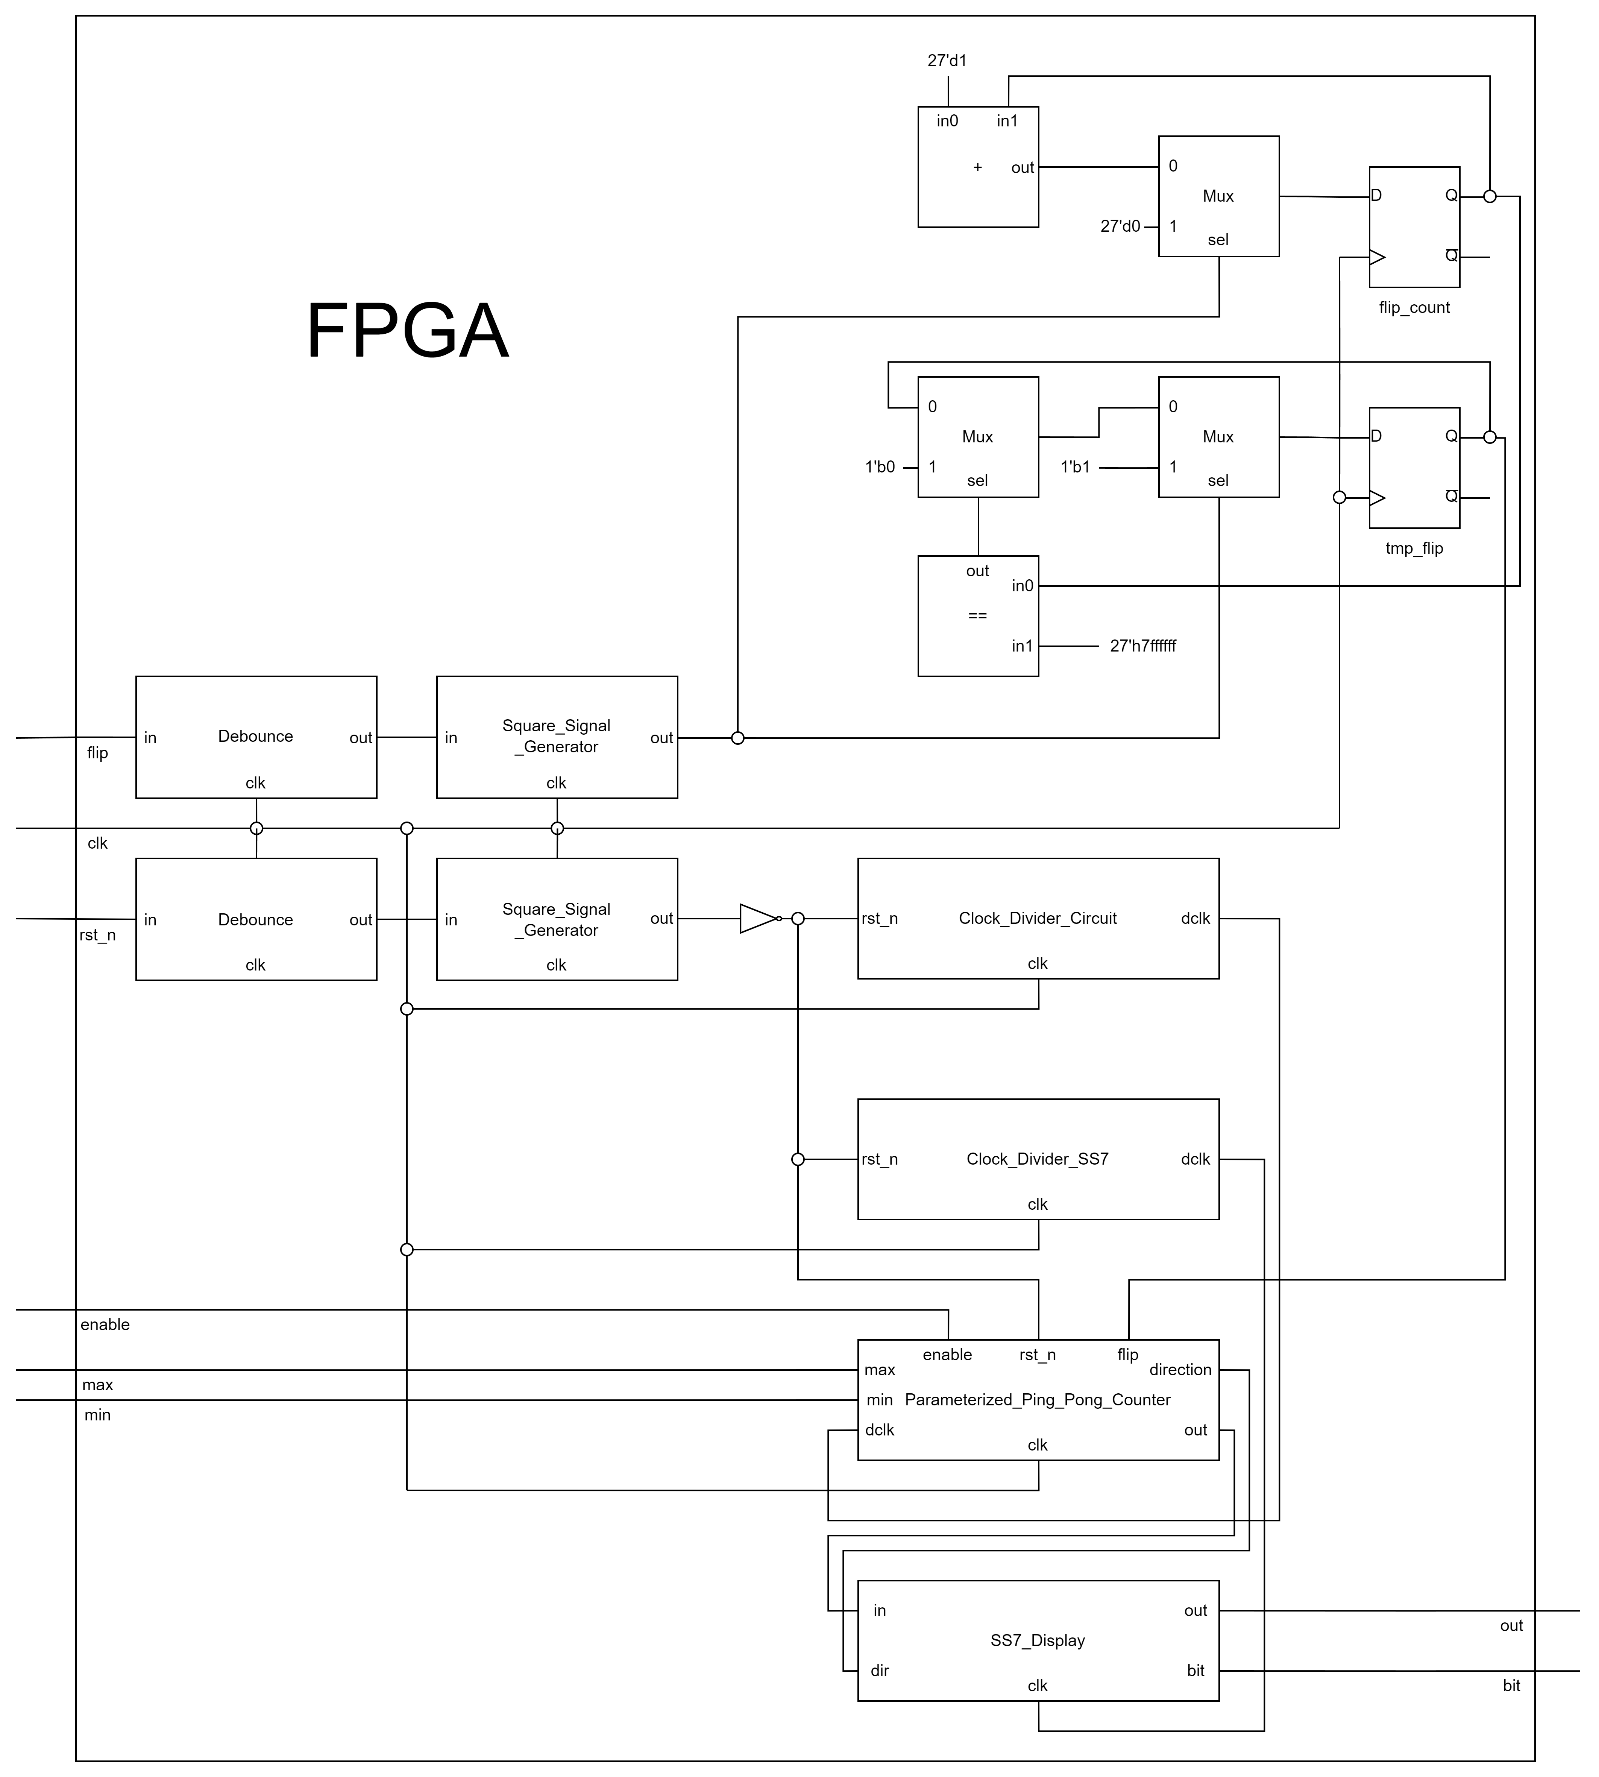 27'd1
in0 in1
+ out
0
Mux
27'd0 1
sel
D Q
Q
flip_count
FPGA
0
Mux
1'b0 1
sel
0
Mux
1'b1 1
sel
D Q
Q
tmp_flip
out
in0
==
in1 27'h7ffffff
in Debounce out
clk
in Square_Signal
_Generator
out
clk
flip
clk
in Debounce out
clk
in Square_Signal
_Generator
out
clk
rst_n
rst_n Clock_Divider_Circuit dclk
clk
rst_n Clock_Divider_SS7 dclk
clk
enable
max
min
enable rst_n flip
max direction
min Parameterized_Ping_Pong_Counter
dclk out
clk
in out
SS7_Display
dir bit
clk
out
bit